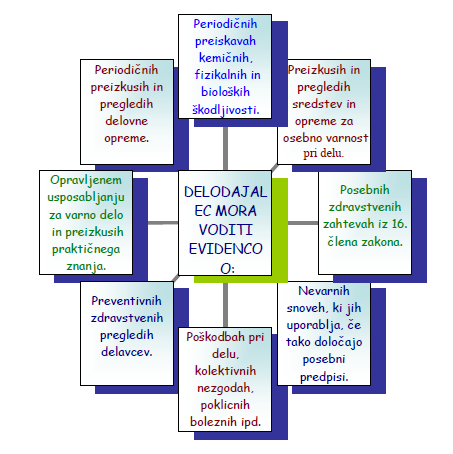 Periodičnih
preiskavah
kemičnih,
fizikalnih in
bioloških
škodljivosti.
Periodičnih
preizkusih in
pregledih
delovne
opreme.
Preizkusih in
pregledih
sredstev in
opreme za
osebno varnost
pri delu.
Opravljenem
usposabljanju
za varno delo
in preizkusih
praktičnega
znanja.
DELODAJAL
EC MORA
VODITI
EVIDENCO
O:
Posebnih
zdravstvenih
zahtevah iz 16.
člena zakona.
Preventivnih
zdravstvenih
pregledih
delavcev.
Nevarnih
snoveh, ki jih
uporablja, če
tako določajo
posebni
predpisi.
Poškodbah pri
delu,
kolektivnih
nezgodah,
poklicnih
boleznih ipd.